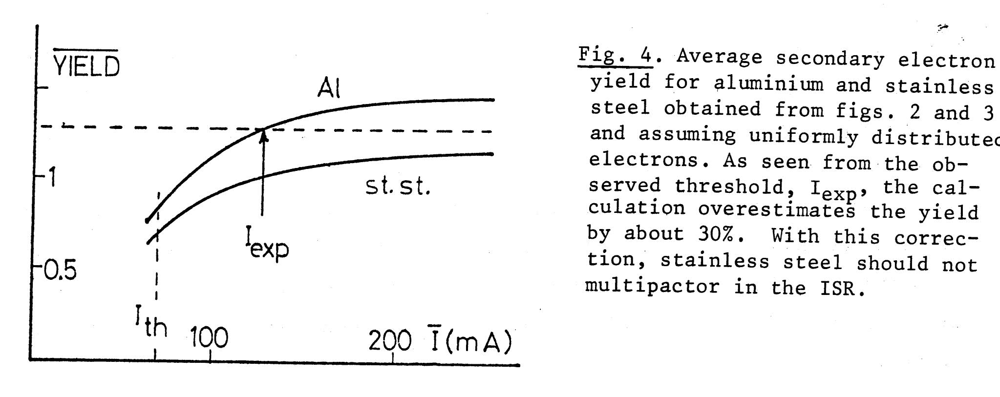 YIELD
Al
1
st. st.
Iexp
0.5
Ith
100
200 Ī (mA)
Fig. 4. Average secondary electron
yield for aluminium and stainless
steel obtained from figs. 2 and 3
and assuming uniformly distributed
electrons. As seen from the ob-
served threshold, Iexp, the cal-
culation overestimates the yield
by about 30%. With this correc-
tion, stainless steel should not
multipactor in the ISR.